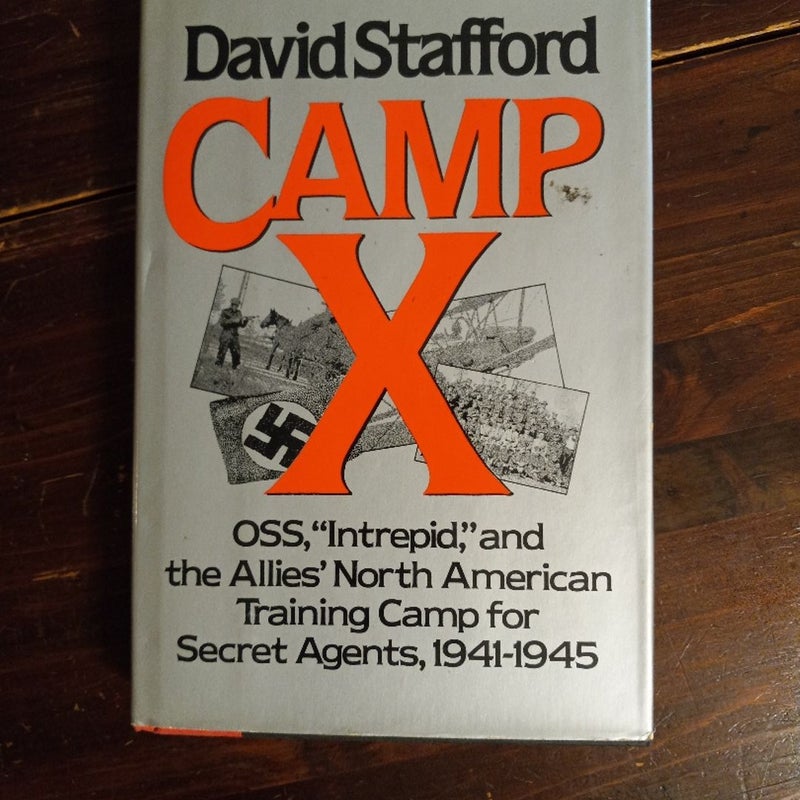 David Stafford
CAMP
X
OSS, “Intrepid,” and
the Allies’ North American
Training Camp for
Secret Agents, 1941-1945